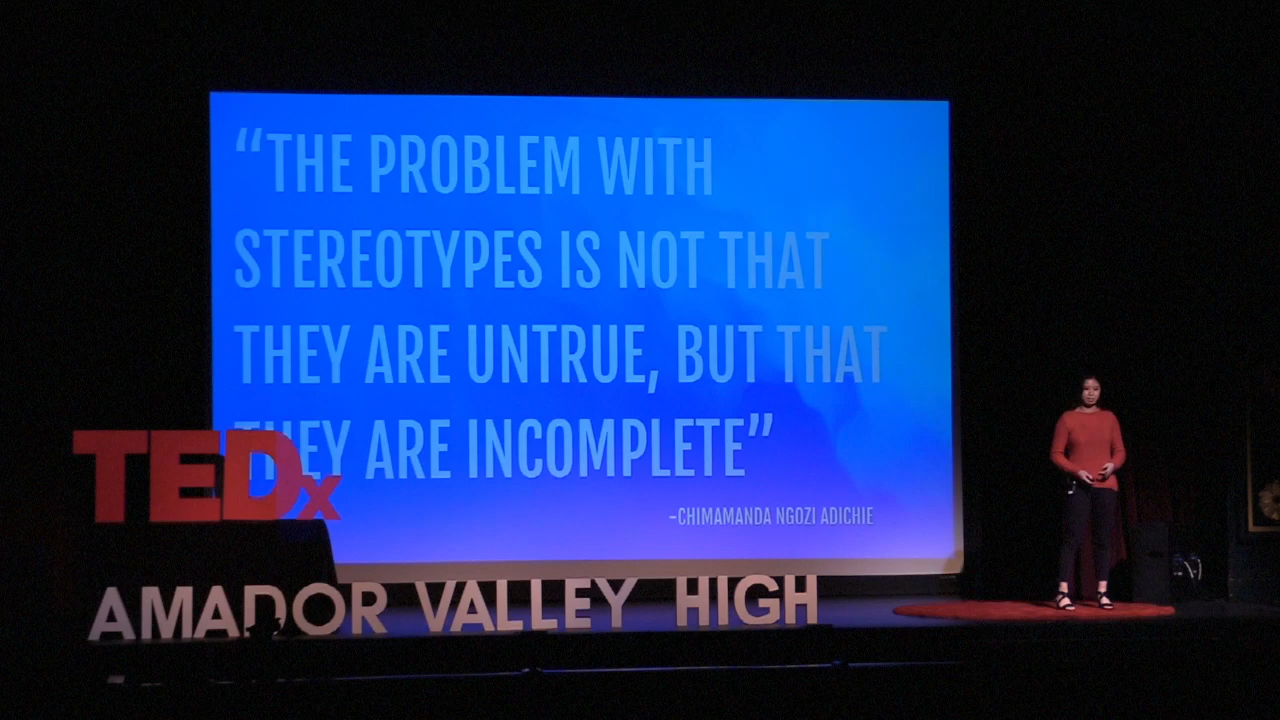 “THE PROBLEM WITH
STEREOTYPES IS NOT THAT
THEY ARE UNTRUE, BUT THAT
THEY ARE INCOMPLETE”
-CHIMAMANDA NGOZI ADICHIE
TEDx
AMADOR VALLEY HIGH